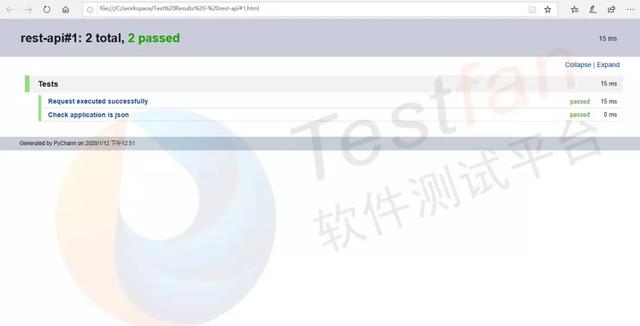 file:///C:/workspace/Test%20Results%20-%20rest-api#1.html
rest-api#1: 2 total, 2 passed
15 ms
Collapse | Expand
Tests
15 ms
Request executed successfully
passed
15 ms
Check application is json
passed
0 ms
Generated by PyCharm on 2020/1/12 下午12:51
Testfan
软件测试平台